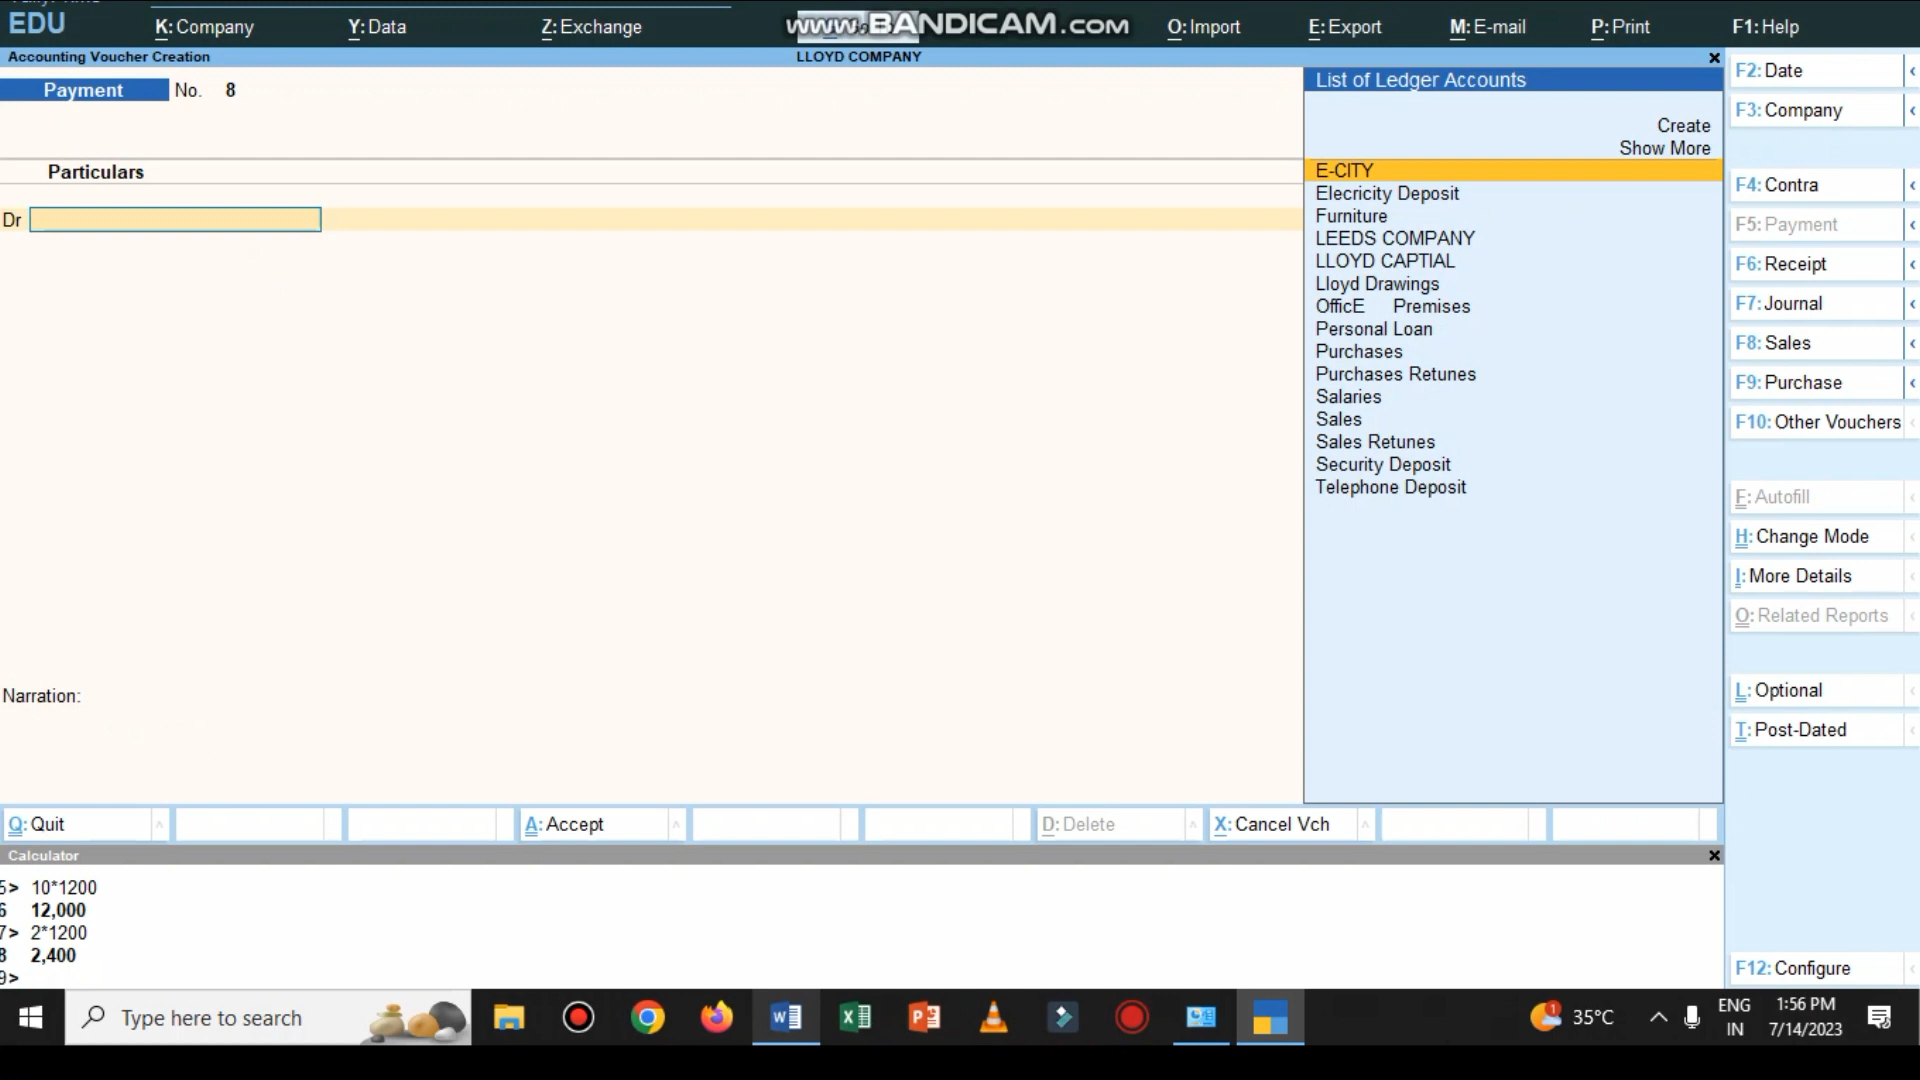 EDU
K: Company
Y: Data
Z: Exchange
www.BANDICAM.com
O: Import
E: Export
M: E-mail
P: Print
F1: Help
Accounting Voucher Creation
LLOYD COMPANY
Payment No. 8
Particulars
Dr
Narration:
List of Ledger Accounts
Create
Show More
E-CITY
Elecricity Deposit
Furniture
LEEDS COMPANY
LLOYD CAPTIAL
Lloyd Drawings
OfficE Premises
Personal Loan
Purchases
Purchases Retunes
Salaries
Sales
Sales Retunes
Security Deposit
Telephone Deposit
F2: Date
F3: Company
F4: Contra
F5: Payment
F6: Receipt
F7: Journal
F8: Sales
F9: Purchase
F10: Other Vouchers
F: Autofill
H: Change Mode
I: More Details
O: Related Reports
L: Optional
T: Post-Dated
F12: Configure
Q: Quit
A: Accept
D: Delete
X: Cancel Vch
Calculator
5> 10*1200
6 12,000
7> 2*1200
8 2,400
9>
Type here to search
35°C
ENG
IN
1:56 PM
7/14/2023